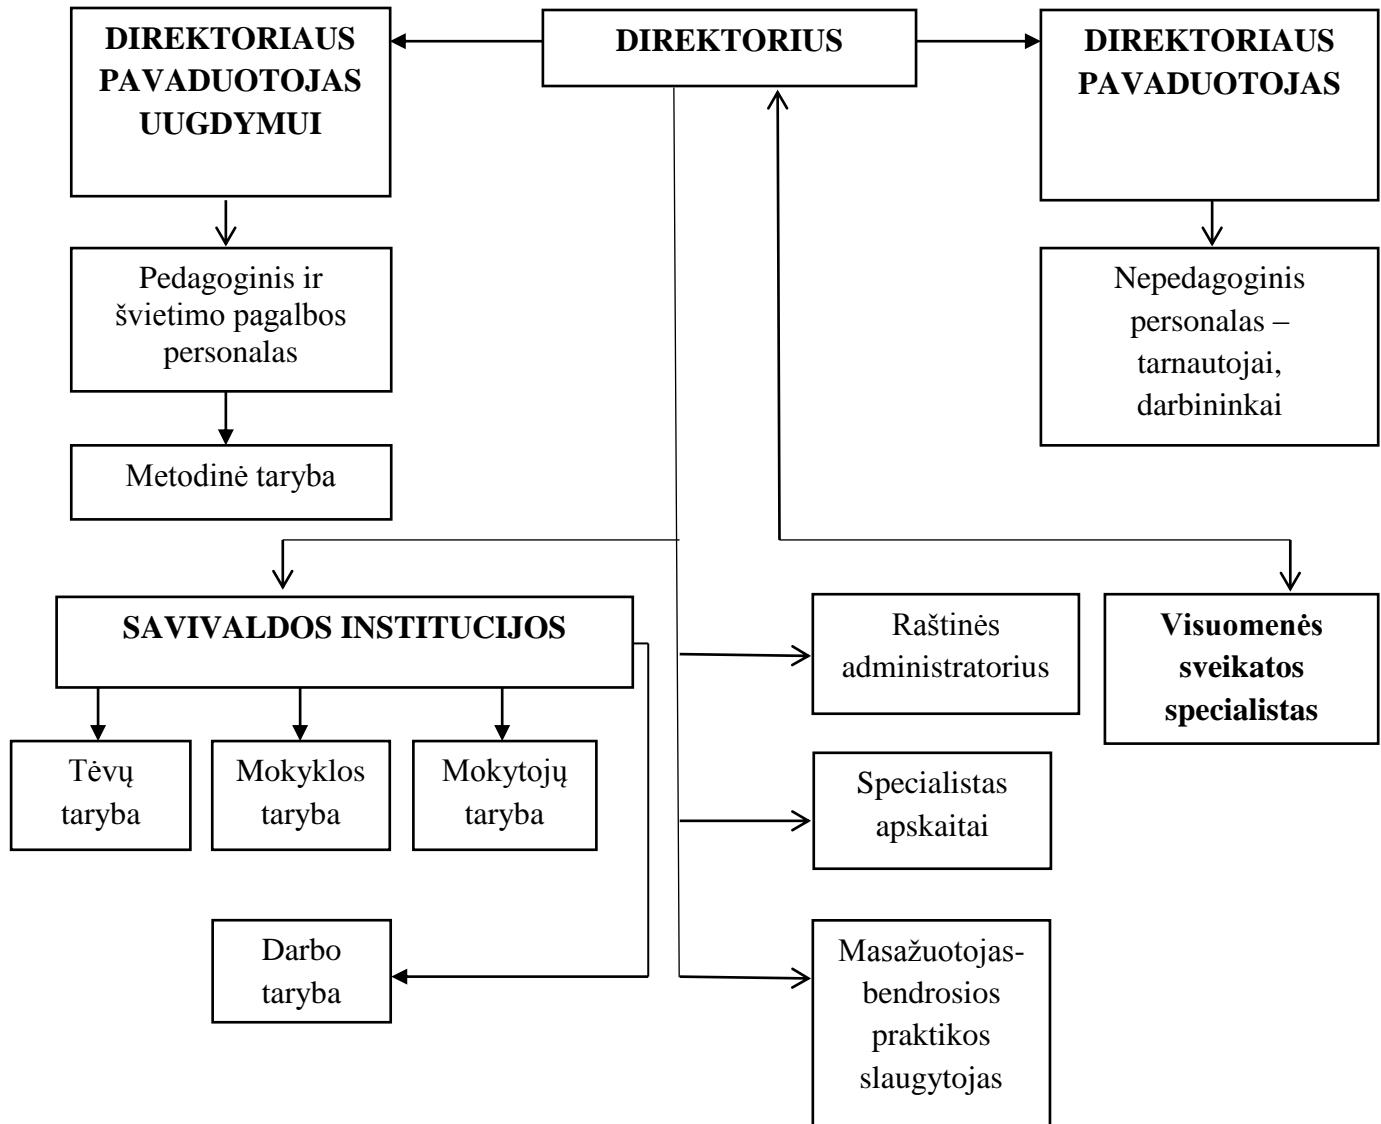 DIREKTORIAUS
PAVADUOTOJAS
UUGDYMUI
DIREKTORIUS
DIREKTORIAUS
PAVADUOTOJAS
Pedagoginis ir
švietimo pagalbos
personalas
Nepedagoginis
personalas –
tarnautojai,
darbininkai
Metodinė taryba
SAVIVALDOS INSTITUCIJOS
Raštinės
administratorius
Visuomenės
sveikatos
specialistas
Tėvų
taryba
Mokyklos
taryba
Mokytojų
taryba
Specialistas
apskaitai
Darbo
taryba
Masažuotojas-
bendrosios
praktikos
slaugytojas